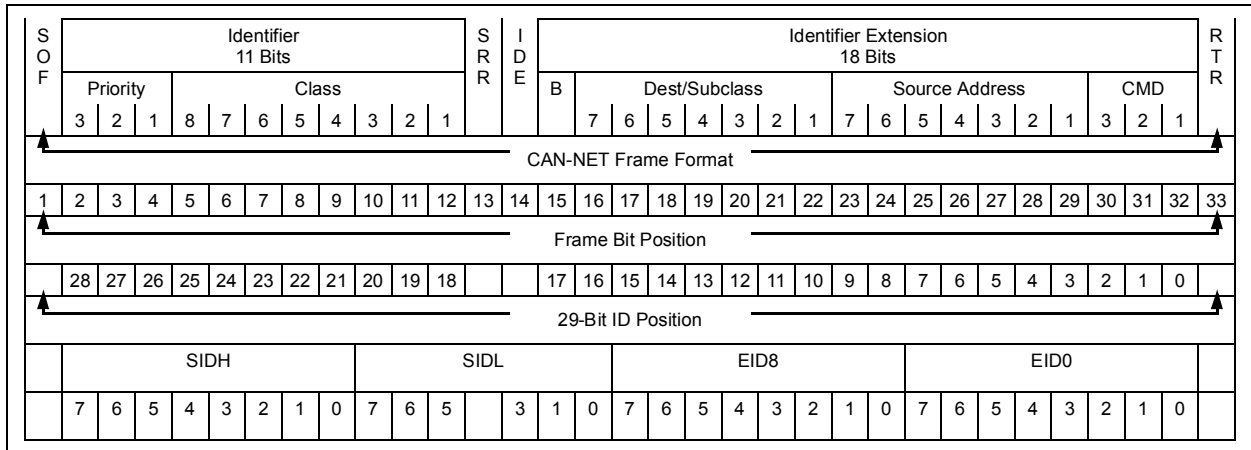 SOF Identifier SRR IDE Identifier Extension RTR
11 Bits 18 Bits
Priority Class B Dest/Subclass Source Address CMD
3 2 1 8 7 6 5 4 3 2 1 7 6 5 4 3 2 1 7 6 5 4 3 2 1 3 2 1
CAN-NET Frame Format
1 2 3 4 5 6 7 8 9 10 11 12 13 14 15 16 17 18 19 20 21 22 23 24 25 26 27 28 29 30 31 32 33
Frame Bit Position
28 27 26 25 24 23 22 21 20 19 18 17 16 15 14 13 12 11 10 9 8 7 6 5 4 3 2 1 0
29-Bit ID Position
SIDH SIDL EID8 EID0
7 6 5 4 3 2 1 0 7 6 5 3 1 0 7 6 5 4 3 2 1 0 7 6 5 4 3 2 1 0